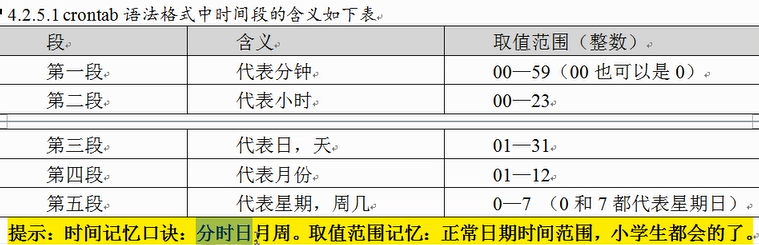 4.2.5.1 crontab 语法格式中时间段的含义如下表
段 含义 取值范围（整数）
第一段 代表分钟 00—59（00 也可以是 0）
第二段 代表小时 00—23
第三段 代表日，天 01—31
第四段 代表月份 01—12
第五段 代表星期，周几 0—7 （0 和 7 都代表星期日）
提示：时间记忆口诀：分时日月周。取值范围记忆：正常日期时间范围，小学生都会的了。